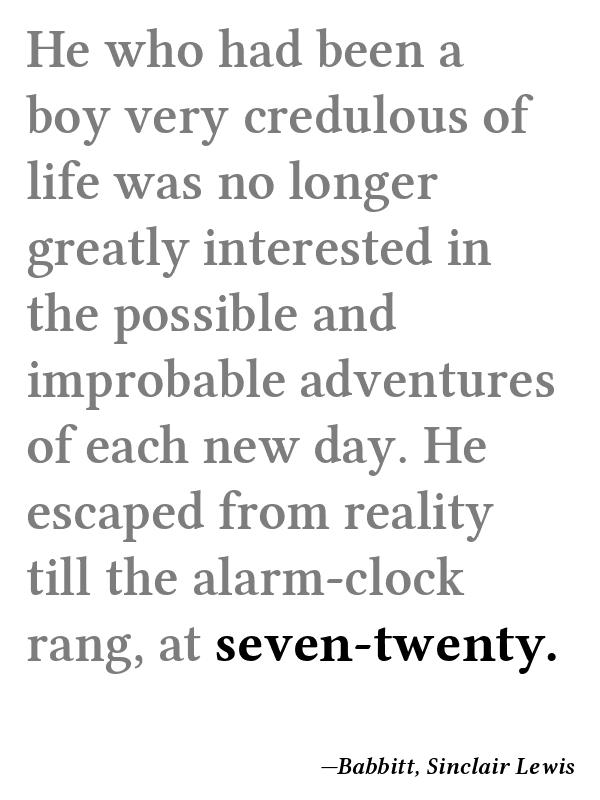 He who had been a
boy very credulous of
life was no longer
greatly interested in
the possible and
improbable adventures
of each new day. He
escaped from reality
till the alarm-clock
rang, at seven-twenty.
—Babbitt, Sinclair Lewis